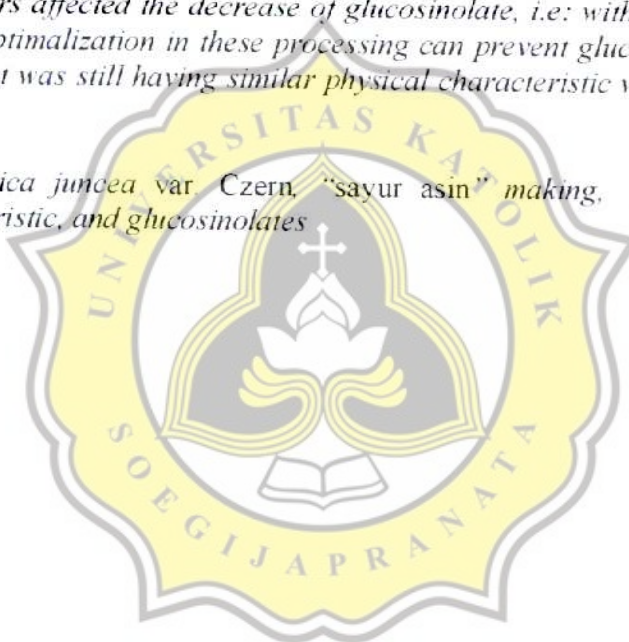 rs affected the decrease of glucosinolate, i.e: with
ptimalization in these processing can prevent gluc
t was still having similar physical characteristic v
ica juncea var. Czern, "sayur asin" making,
ristic, and glucosinolates
UNIVERSITAS KATOLIK
SOEGIJAPRANATA